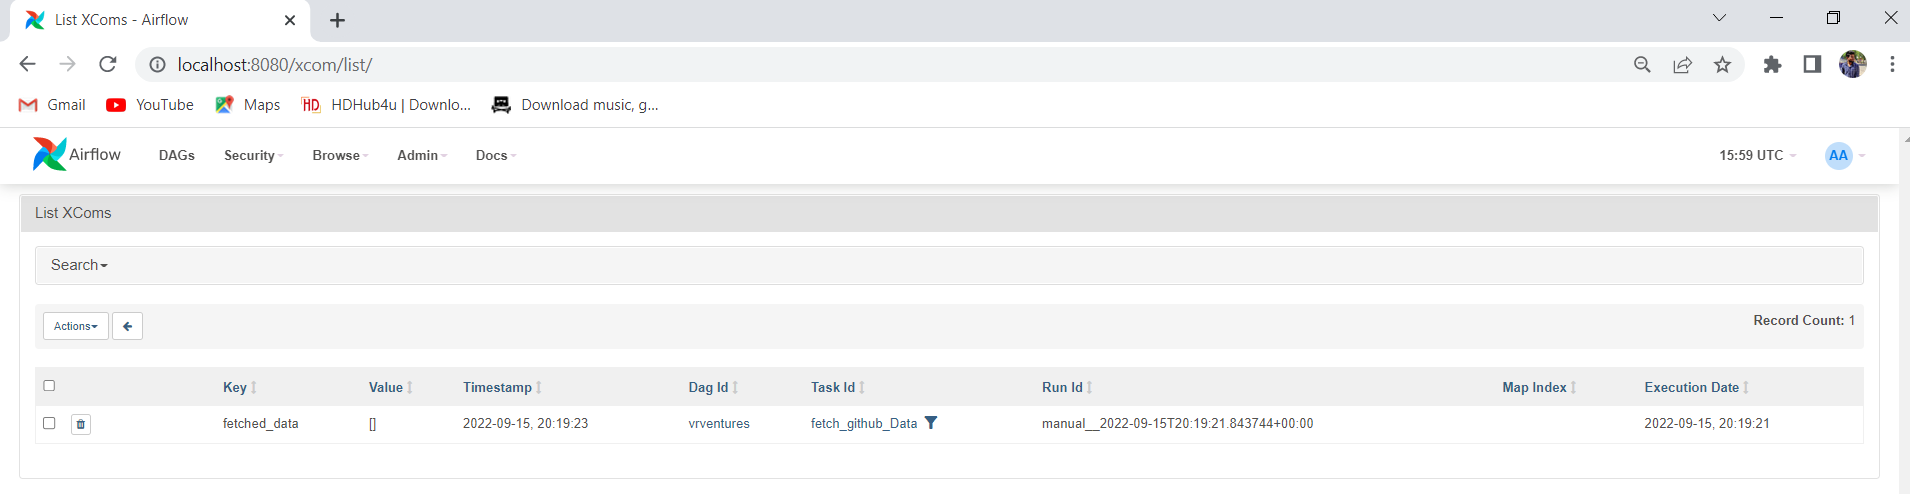 List XComs - Airflow
localhost:8080/xcom/list/
Gmail YouTube Maps HD HDHub4u | Downlo... Download music, g...
Airflow DAGs Security Browse Admin Docs 15:59 UTC AA
List XComs
Search
Actions Record Count: 1
Key Value Timestamp Dag Id Task Id Run Id Map Index Execution Date
fetched_data [] 2022-09-15, 20:19:23 vrventures fetch_github_Data manual__2022-09-15T20:19:21.843744+00:00 2022-09-15, 20:19:21